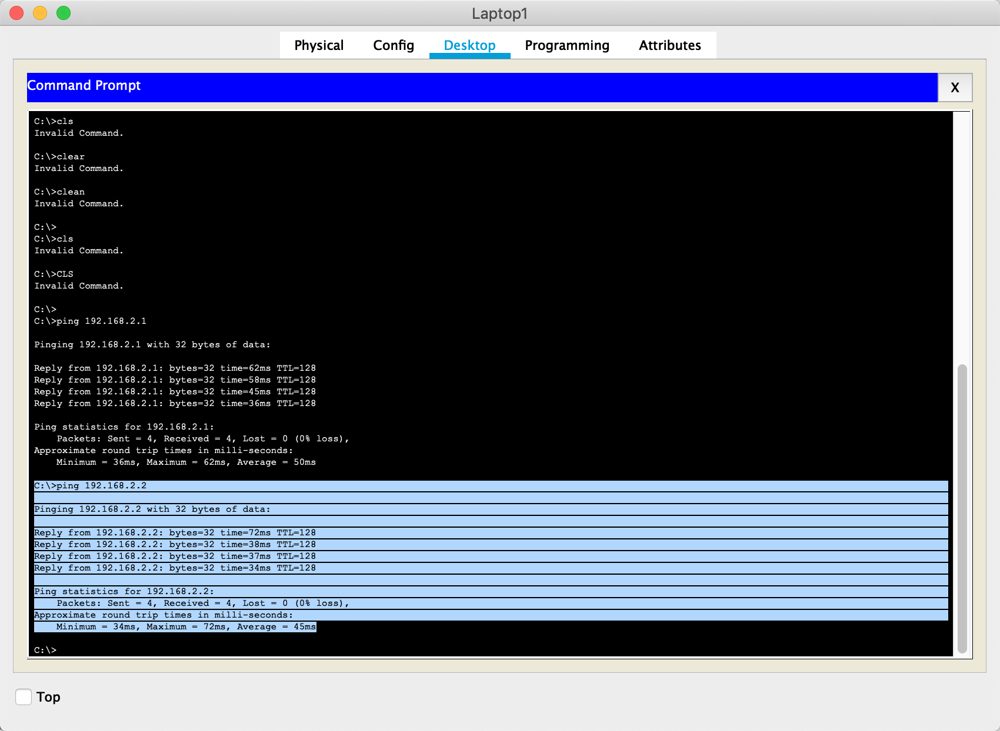 Laptop1
Physical Config Desktop Programming Attributes
Command Prompt
X
C:\>cls
Invalid Command.
C:\>clear
Invalid Command.
C:\>clean
Invalid Command.
C:\>
C:\>cls
Invalid Command.
C:\>CLS
Invalid Command.
C:\>
C:\>ping 192.168.2.1
Pinging 192.168.2.1 with 32 bytes of data:
Reply from 192.168.2.1: bytes=32 time=62ms TTL=128
Reply from 192.168.2.1: bytes=32 time=58ms TTL=128
Reply from 192.168.2.1: bytes=32 time=45ms TTL=128
Reply from 192.168.2.1: bytes=32 time=36ms TTL=128
Ping statistics for 192.168.2.1:
    Packets: Sent = 4, Received = 4, Lost = 0 (0% loss),
Approximate round trip times in milli-seconds:
    Minimum = 36ms, Maximum = 62ms, Average = 50ms
C:\>ping 192.168.2.2
Pinging 192.168.2.2 with 32 bytes of data:
Reply from 192.168.2.2: bytes=32 time=72ms TTL=128
Reply from 192.168.2.2: bytes=32 time=38ms TTL=128
Reply from 192.168.2.2: bytes=32 time=37ms TTL=128
Reply from 192.168.2.2: bytes=32 time=34ms TTL=128
Ping statistics for 192.168.2.2:
    Packets: Sent = 4, Received = 4, Lost = 0 (0% loss),
Approximate round trip times in milli-seconds:
    Minimum = 34ms, Maximum = 72ms, Average = 45ms
C:\>
Top